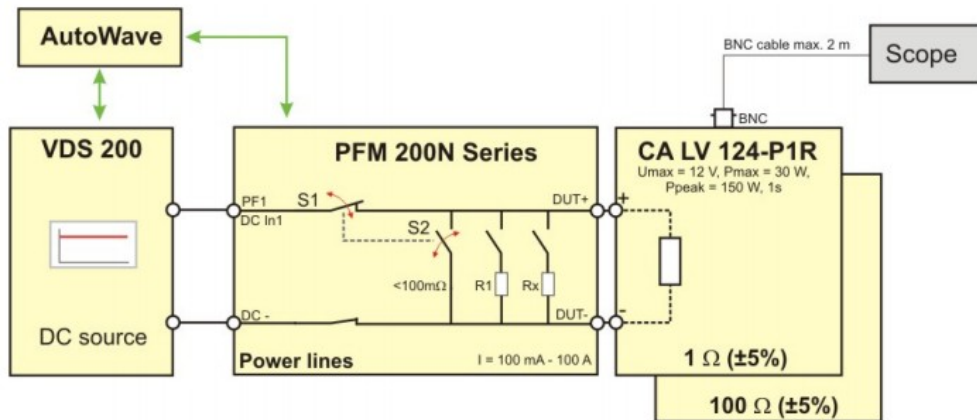 AutoWave
BNC cable max. 2 m
Scope
BNC
VDS 200
PFM 200N Series
CA LV 124-P1R
Umax = 12 V, Pmax = 30 W,
Ppeak = 150 W, 1s
PF1
S1
DUT+
+
DC In1
S2
<100mΩ
R1
Rx
DC -
DUT-
-
DC source
Power lines
I = 100 mA - 100 A
1 Ω (±5%)
100 Ω (±5%)